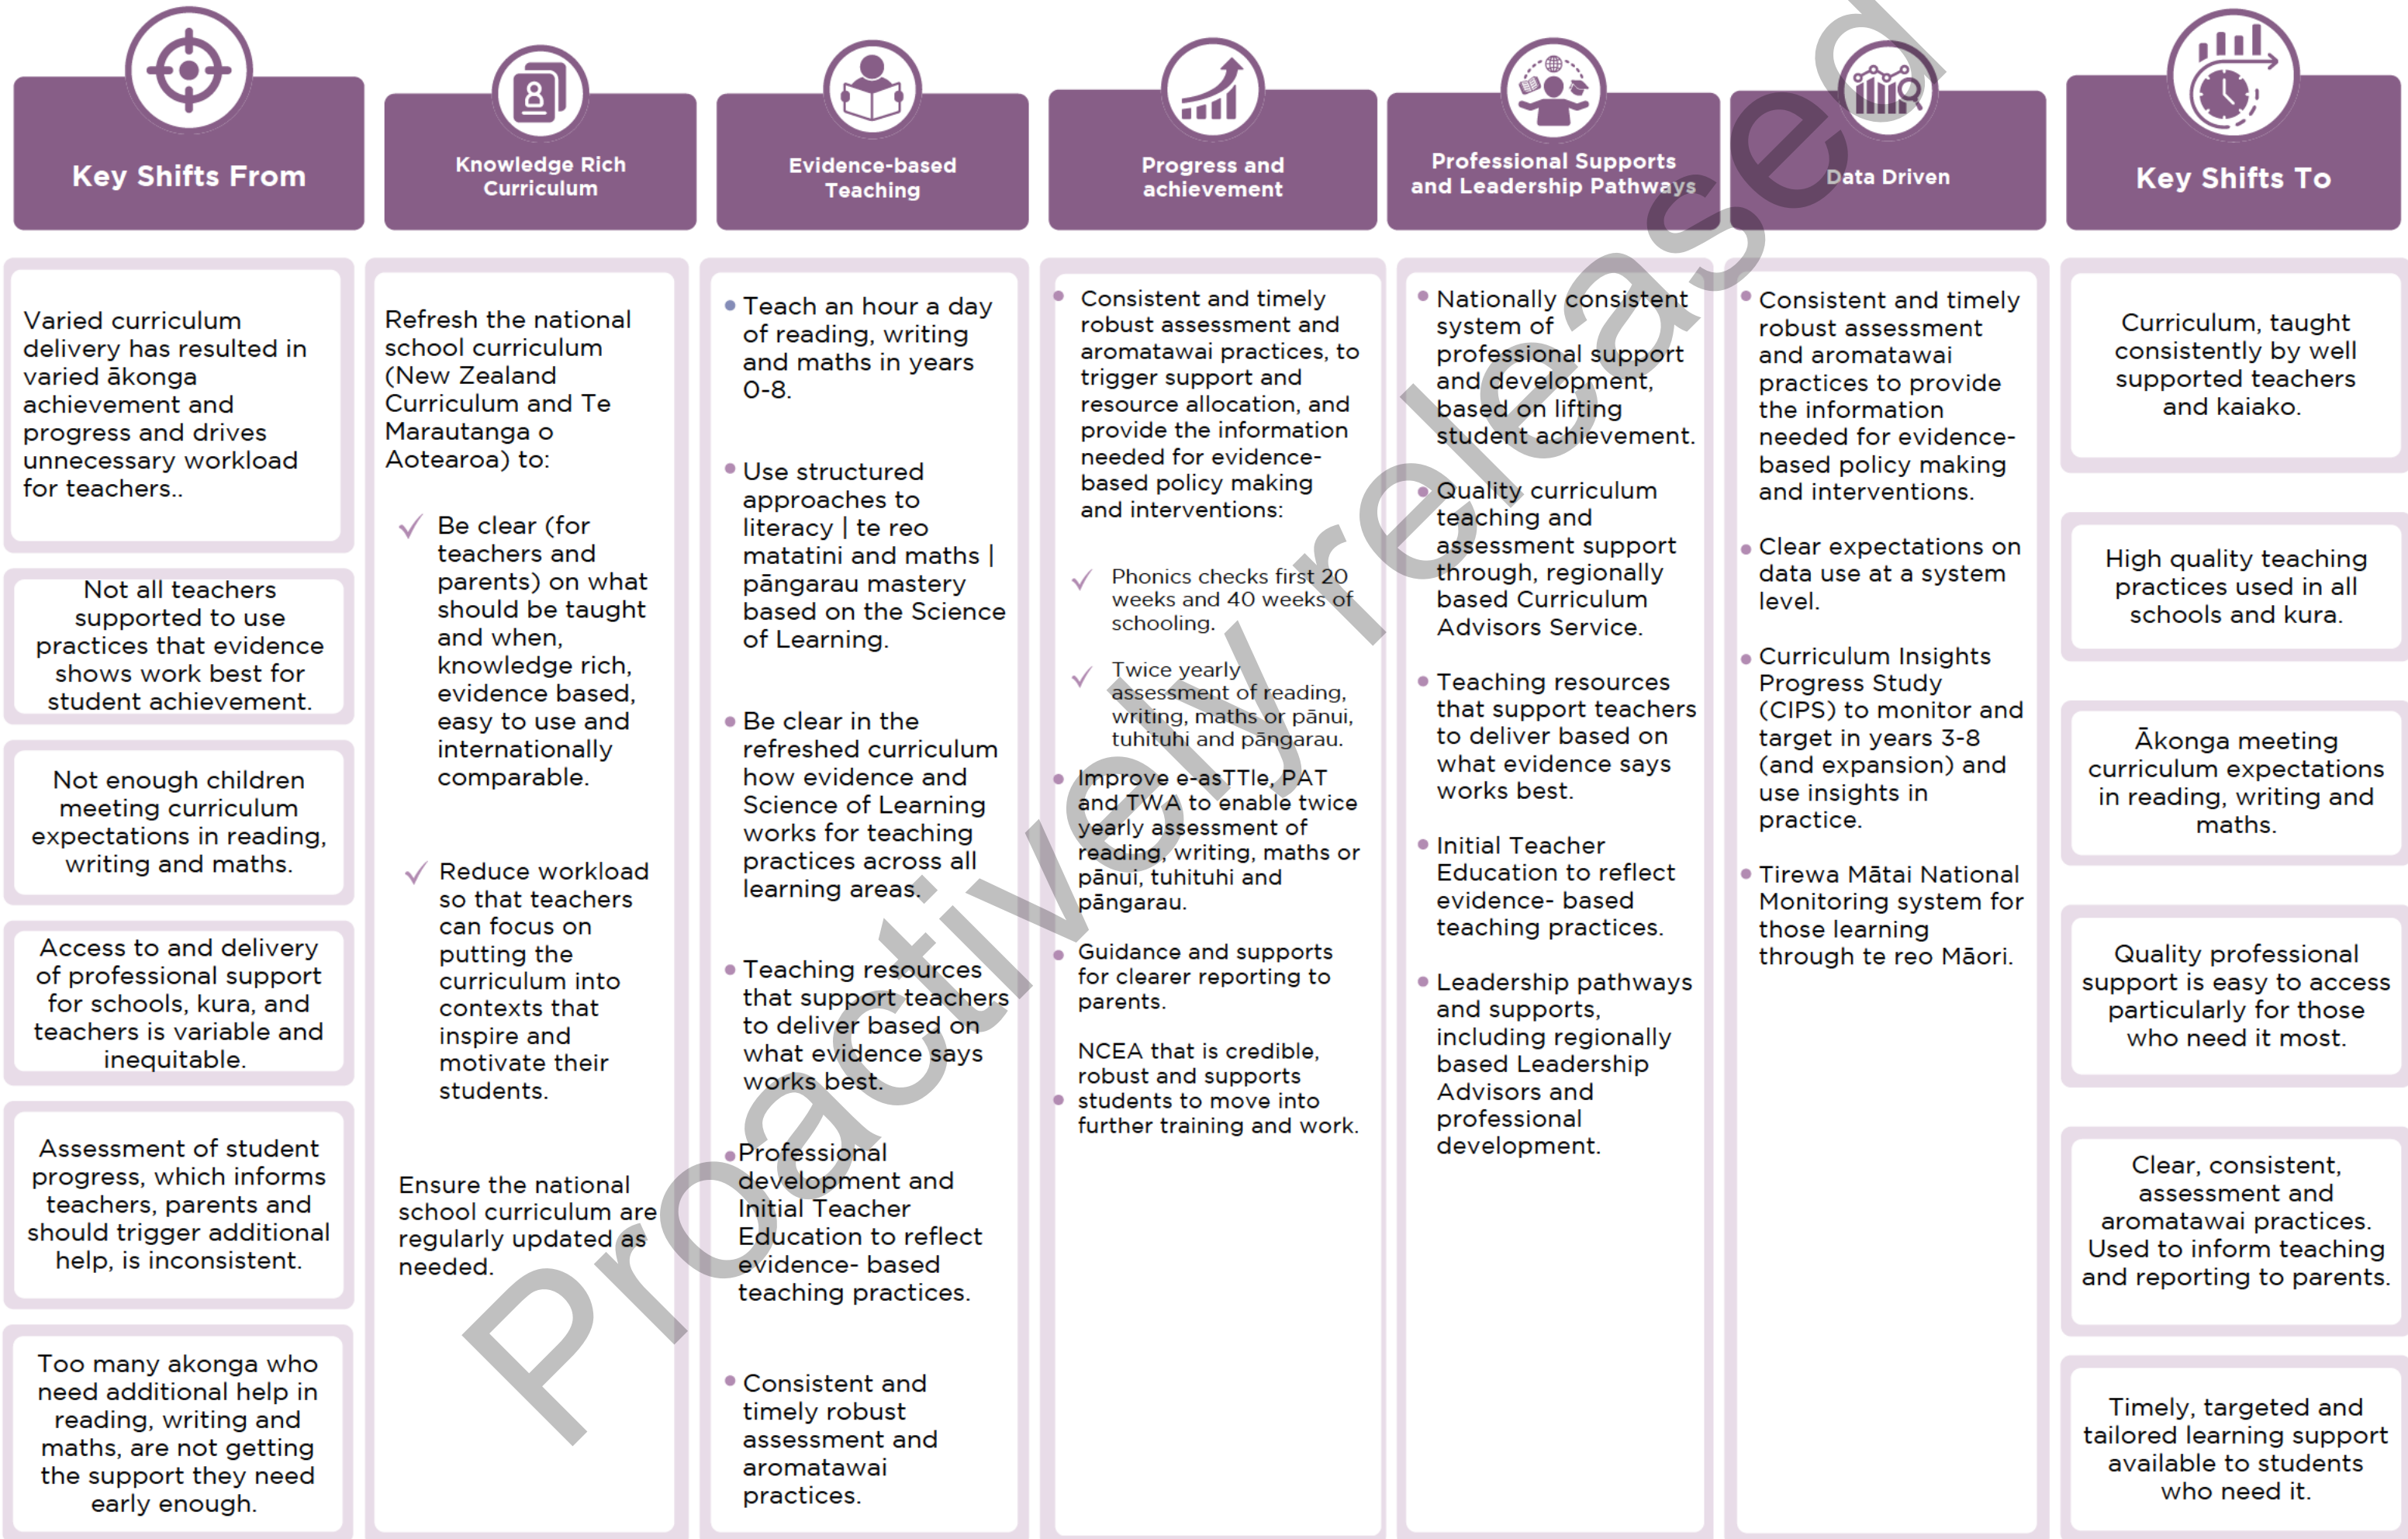 Key Shifts From
Varied curriculum
delivery has resulted in
varied ākonga
achievement and
progress and drives
unnecessary workload
for teachers..
Not all teachers
supported to use
practices that evidence
shows work best for
student achievement.
Not enough children
meeting curriculum
expectations in reading,
writing and maths.
Access to and delivery
of professional support
for schools, kura, and
teachers is variable and
inequitable.
Assessment of student
progress, which informs
teachers, parents and
should trigger additional
help, is inconsistent.
Too many akonga who
need additional help in
reading, writing and
maths, are not getting
the support they need
early enough.
Knowledge Rich
Curriculum
Refresh the national
school curriculum
(New Zealand
Curriculum and Te
Marautanga o
Aotearoa) to:
✓ Be clear (for
teachers and
parents) on what
should be taught
and when,
knowledge rich,
evidence based,
easy to use and
internationally
comparable.
✓ Reduce workload
so that teachers
can focus on
putting the
curriculum into
contexts that
inspire and
motivate their
students.
Ensure the national
school curriculum are
regularly updated as
needed.
Evidence-based
Teaching
• Teach an hour a day
of reading, writing
and maths in years
0-8.
• Use structured
approaches to
literacy | te reo
matatini and maths |
pāngarau mastery
based on the Science
of Learning.
• Be clear in the
refreshed curriculum
how evidence and
Science of Learning
works for teaching
practices across all
learning areas.
• Teaching resources
that support teachers
to deliver based on
what evidence says
works best.
• Professional
development and
Initial Teacher
Education to reflect
evidence- based
teaching practices.
• Consistent and
timely robust
assessment and
aromatawai
practices.
Progress and
achievement
• Consistent and timely
robust assessment and
aromatawai practices, to
trigger support and
resource allocation, and
provide the information
needed for evidence-
based policy making
and interventions:
✓ Phonics checks first 20
weeks and 40 weeks of
schooling.
✓ Twice yearly
assessment of reading,
writing, maths or pānui,
tuhituhi and pāngarau.
• Improve e-asTTle, PAT
and TWA to enable twice
yearly assessment of
reading, writing, maths or
pānui, tuhituhi and
pāngarau.
• Guidance and supports
for clearer reporting to
parents.
NCEA that is credible,
robust and supports
• students to move into
further training and work.
Professional Supports
and Leadership Pathways
• Nationally consistent
system of
professional support
and development,
based on lifting
student achievement.
• Quality curriculum
teaching and
assessment support
through, regionally
based Curriculum
Advisors Service.
• Teaching resources
that support teachers
to deliver based on
what evidence says
works best.
• Initial Teacher
Education to reflect
evidence- based
teaching practices.
• Leadership pathways
and supports,
including regionally
based Leadership
Advisors and
professional
development.
Data Driven
• Consistent and timely
robust assessment
and aromatawai
practices to provide
the information
needed for evidence-
based policy making
and interventions.
• Clear expectations on
data use at a system
level.
• Curriculum Insights
Progress Study
(CIPS) to monitor and
target in years 3-8
(and expansion) and
use insights in
practice.
• Tirewa Mātai National
Monitoring system for
those learning
through te reo Māori.
Key Shifts To
Curriculum, taught
consistently by well
supported teachers
and kaiako.
High quality teaching
practices used in all
schools and kura.
Ākonga meeting
curriculum expectations
in reading, writing and
maths.
Quality professional
support is easy to access
particularly for those
who need it most.
Clear, consistent,
assessment and
aromatawai practices.
Used to inform teaching
and reporting to parents.
Timely, targeted and
tailored learning support
available to students
who need it.
Proactively released